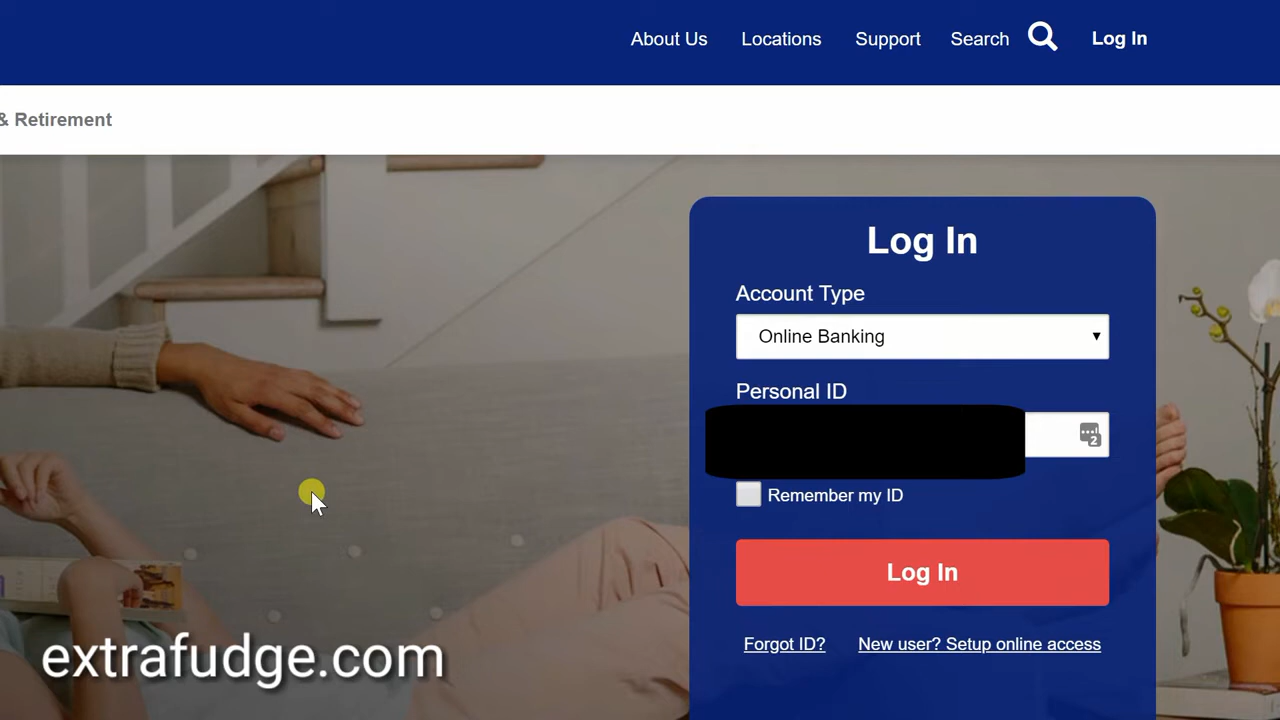 About Us Locations Support Search Log In
& Retirement
Log In
Account Type
Online Banking
Personal ID
2
Remember my ID
Log In
Forgot ID? New user? Setup online access
extrafudge.com